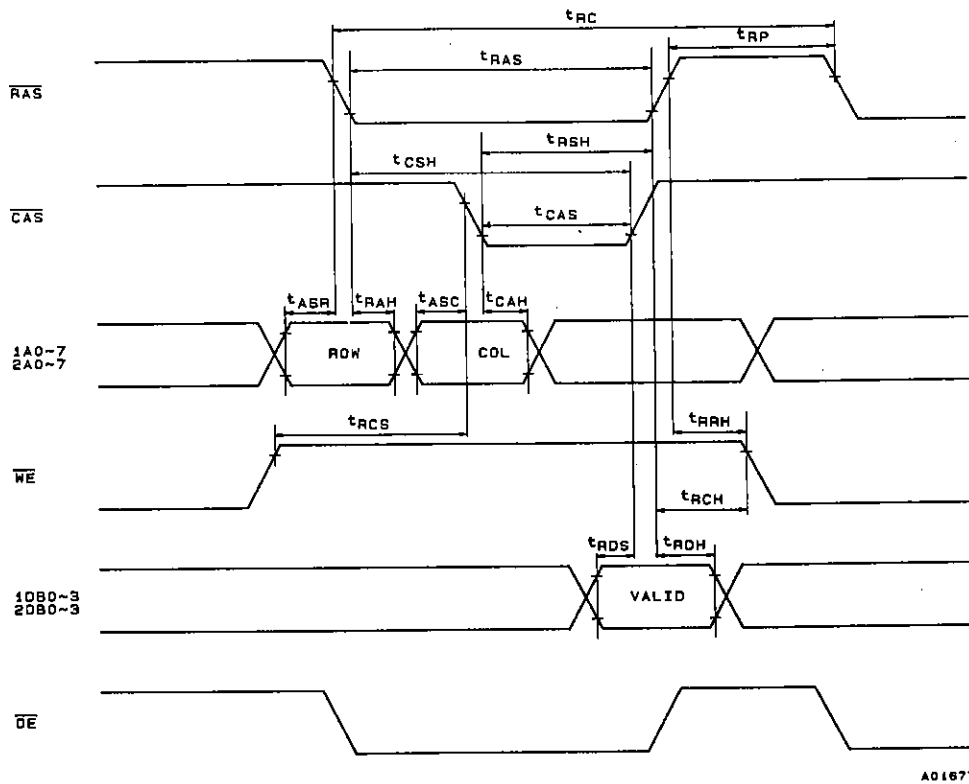 tRC
tRP
tRAS
RAS
tRSH
tCSH
CAS
tCAS
tASR
tRAH
tASC
tCAH
1A0~7
2A0~7
ROW
COL
tRCS
tRRH
WE
tRCH
tRDS
tRDH
1DB0~3
2DB0~3
VALID
OE